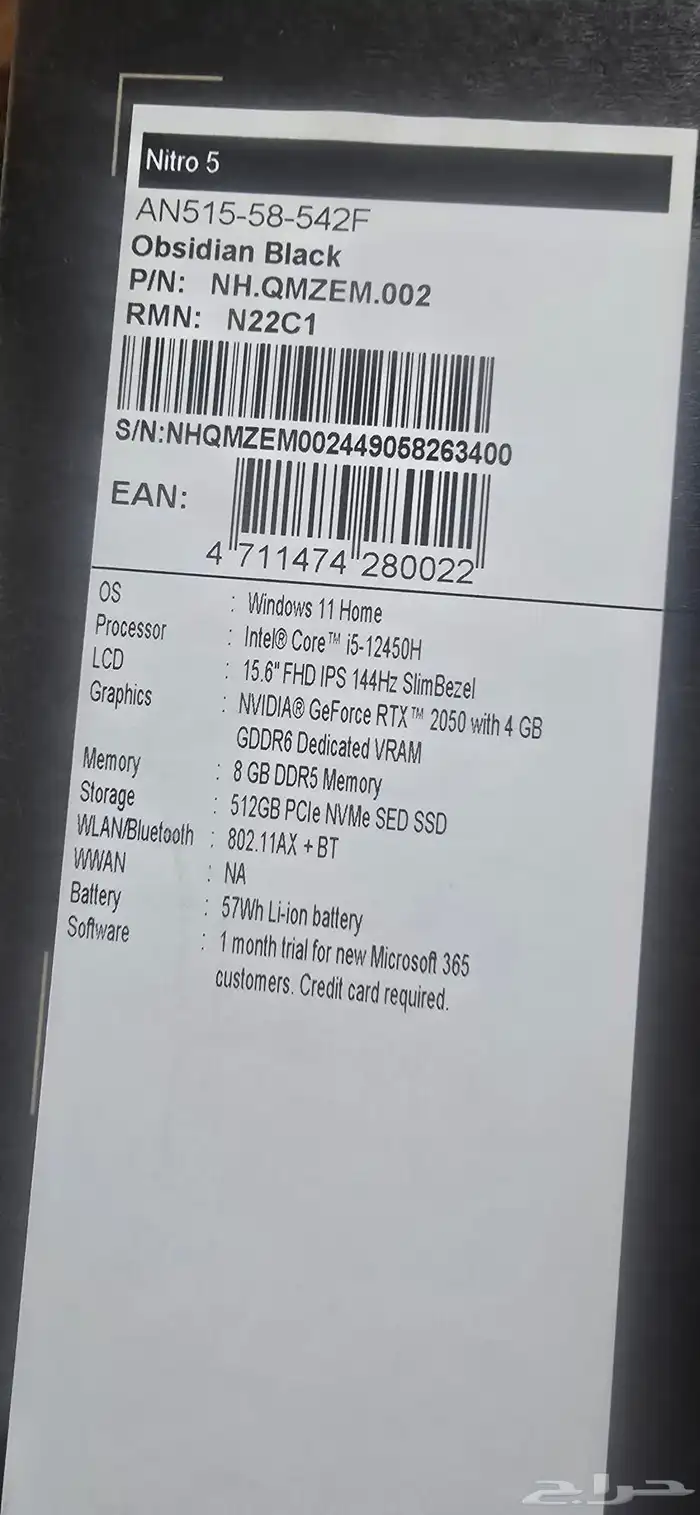 Nitro 5
AN515-58-542F
Obsidian Black
P/N: NH.QMZEM.002
RMN: N22C1
S/N:NHQMZEM002449058263400
EAN:
4 711474 280022
OS : Windows 11 Home
Processor : Intel® Core™ i5-12450H
LCD : 15.6" FHD IPS 144Hz SlimBezel
Graphics : NVIDIA® GeForce RTX™ 2050 with 4 GB
GDDR6 Dedicated VRAM
Memory : 8 GB DDR5 Memory
Storage : 512GB PCIe NVMe SED SSD
WLAN/Bluetooth : 802.11AX + BT
WWAN : NA
Battery : 57Wh Li-ion battery
Software : 1 month trial for new Microsoft 365
customers. Credit card required.
حراج